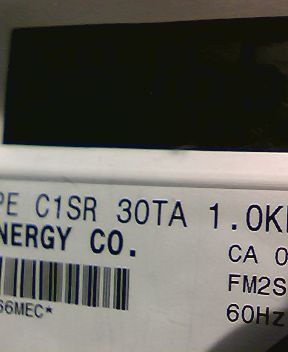 PE C1SR 30TA 1.0K
NERGY CO.
CA 0
FM2S
60Hz
66MEC*